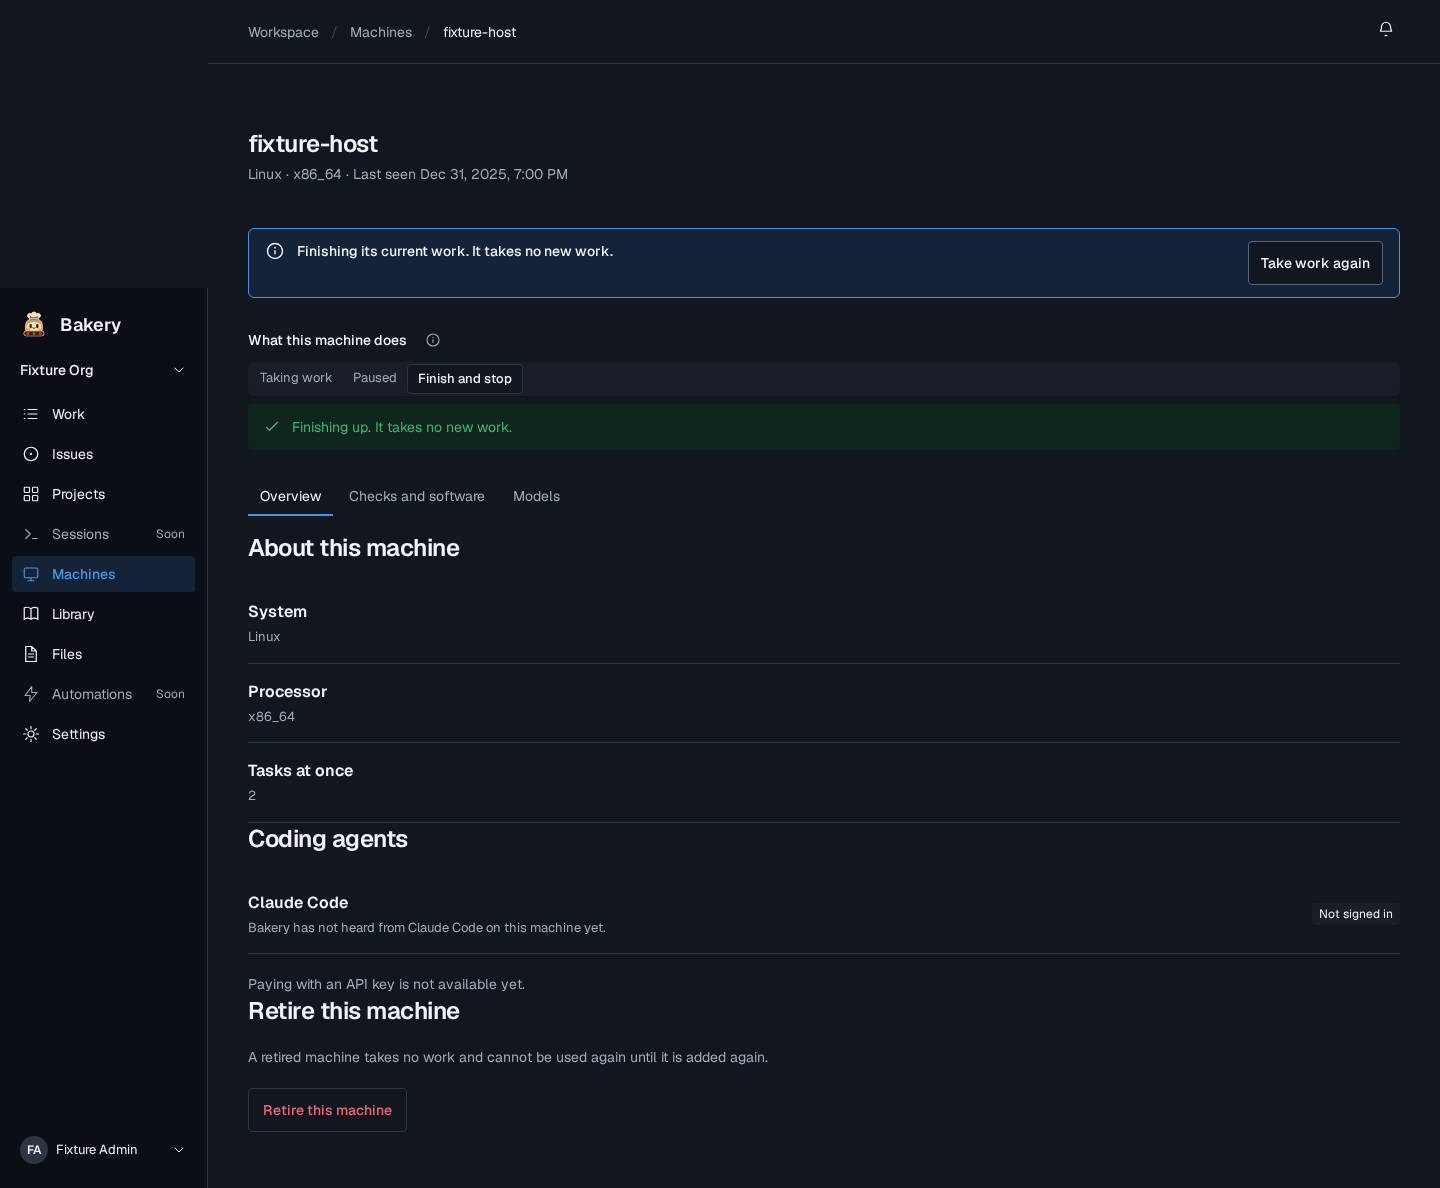 Workspace / Machines / fixture-host
fixture-host
Linux · x86_64 · Last seen Dec 31, 2025, 7:00 PM
Finishing its current work. It takes no new work.
Take work again
What this machine does
Taking work
Paused
Finish and stop
Finishing up. It takes no new work.
Overview
Checks and software
Models
About this machine
System
Linux
Processor
x86_64
Tasks at once
2
Coding agents
Claude Code
Bakery has not heard from Claude Code on this machine yet.
Not signed in
Paying with an API key is not available yet.
Retire this machine
A retired machine takes no work and cannot be used again until it is added again.
Retire this machine
Bakery
Fixture Org
Work
Issues
Projects
Sessions Soon
Machines
Library
Files
Automations Soon
Settings
FA Fixture Admin